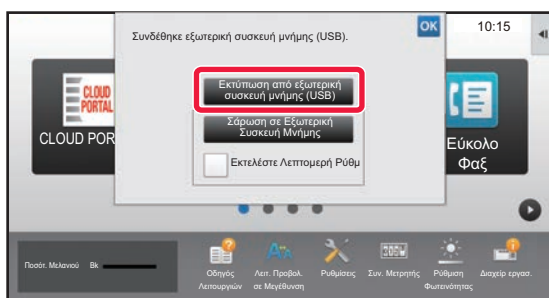 Συνδέθηκε εξωτερική συσκευή μνήμης (USB).
OK
10:15
Εκτύπωση από εξωτερική
συσκευή μνήμης (USB)
Σάρωση σε Εξωτερική
Συσκευή Μνήμης
Εκτελέστε Λεπτομερή Ρύθμ
CLOUD
PORTAL
CLOUD POR
Εύκολο
Φαξ
Ποσότ. Μελανιού Bk
Οδηγός
Λειτουργιών
Λειτ. Προβολ.
σε Μεγέθυνση
Ρυθμίσεις
Συν. Μετρητής
Ρύθμιση
Φωτεινότητας
Διαχείρ εργασ.